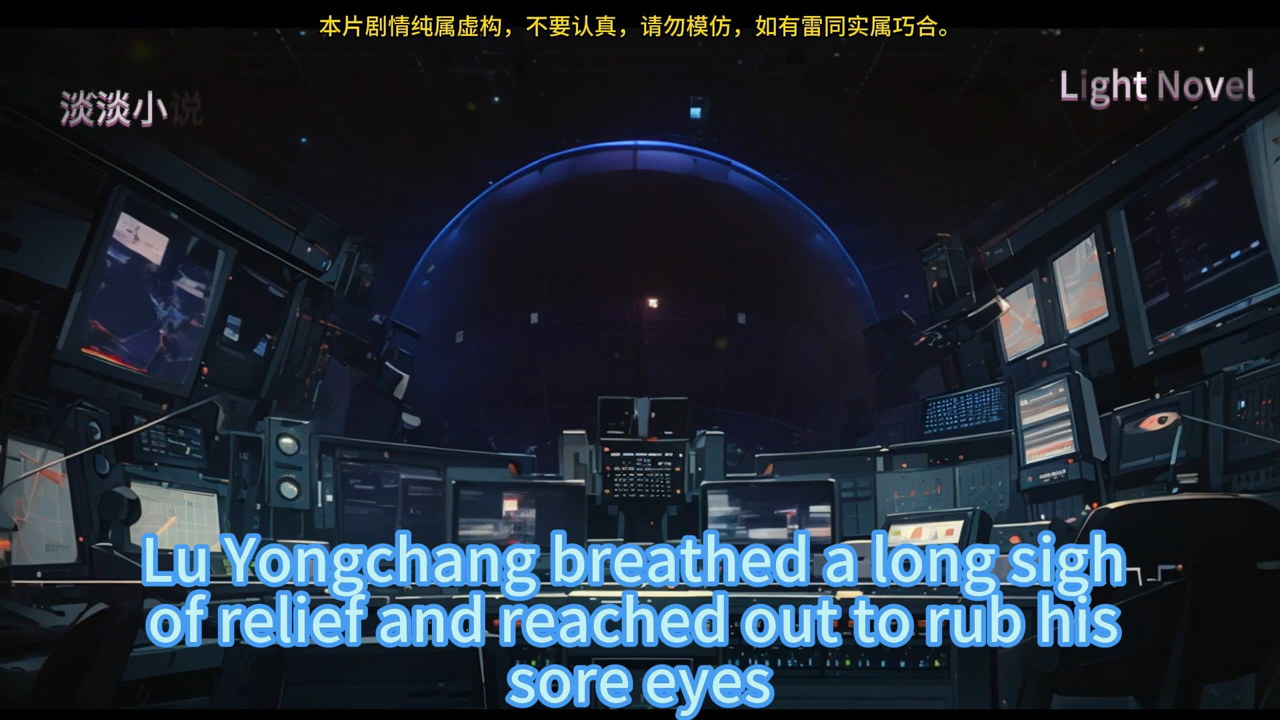 本片剧情纯属虚构，不要认真，请勿模仿，如有雷同实属巧合。
淡淡小说
Light Novel
Lu Yongchang breathed a long sigh
of relief and reached out to rub his
sore eyes